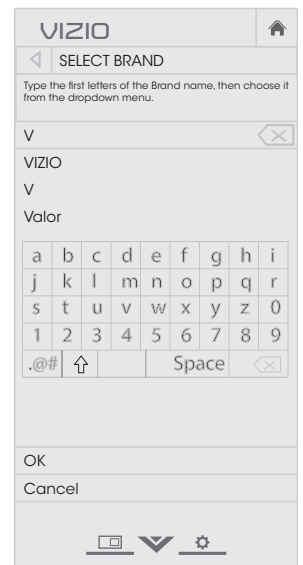 VIZIO
SELECT BRAND
Type the first letters of the Brand name, then choose it
from the dropdown menu.
V
VIZIO
V
Valor
a b c d e f g h i
j k l m n o p q r
s t u v w x y z 0
1 2 3 4 5 6 7 8 9
.@# Space
OK
Cancel